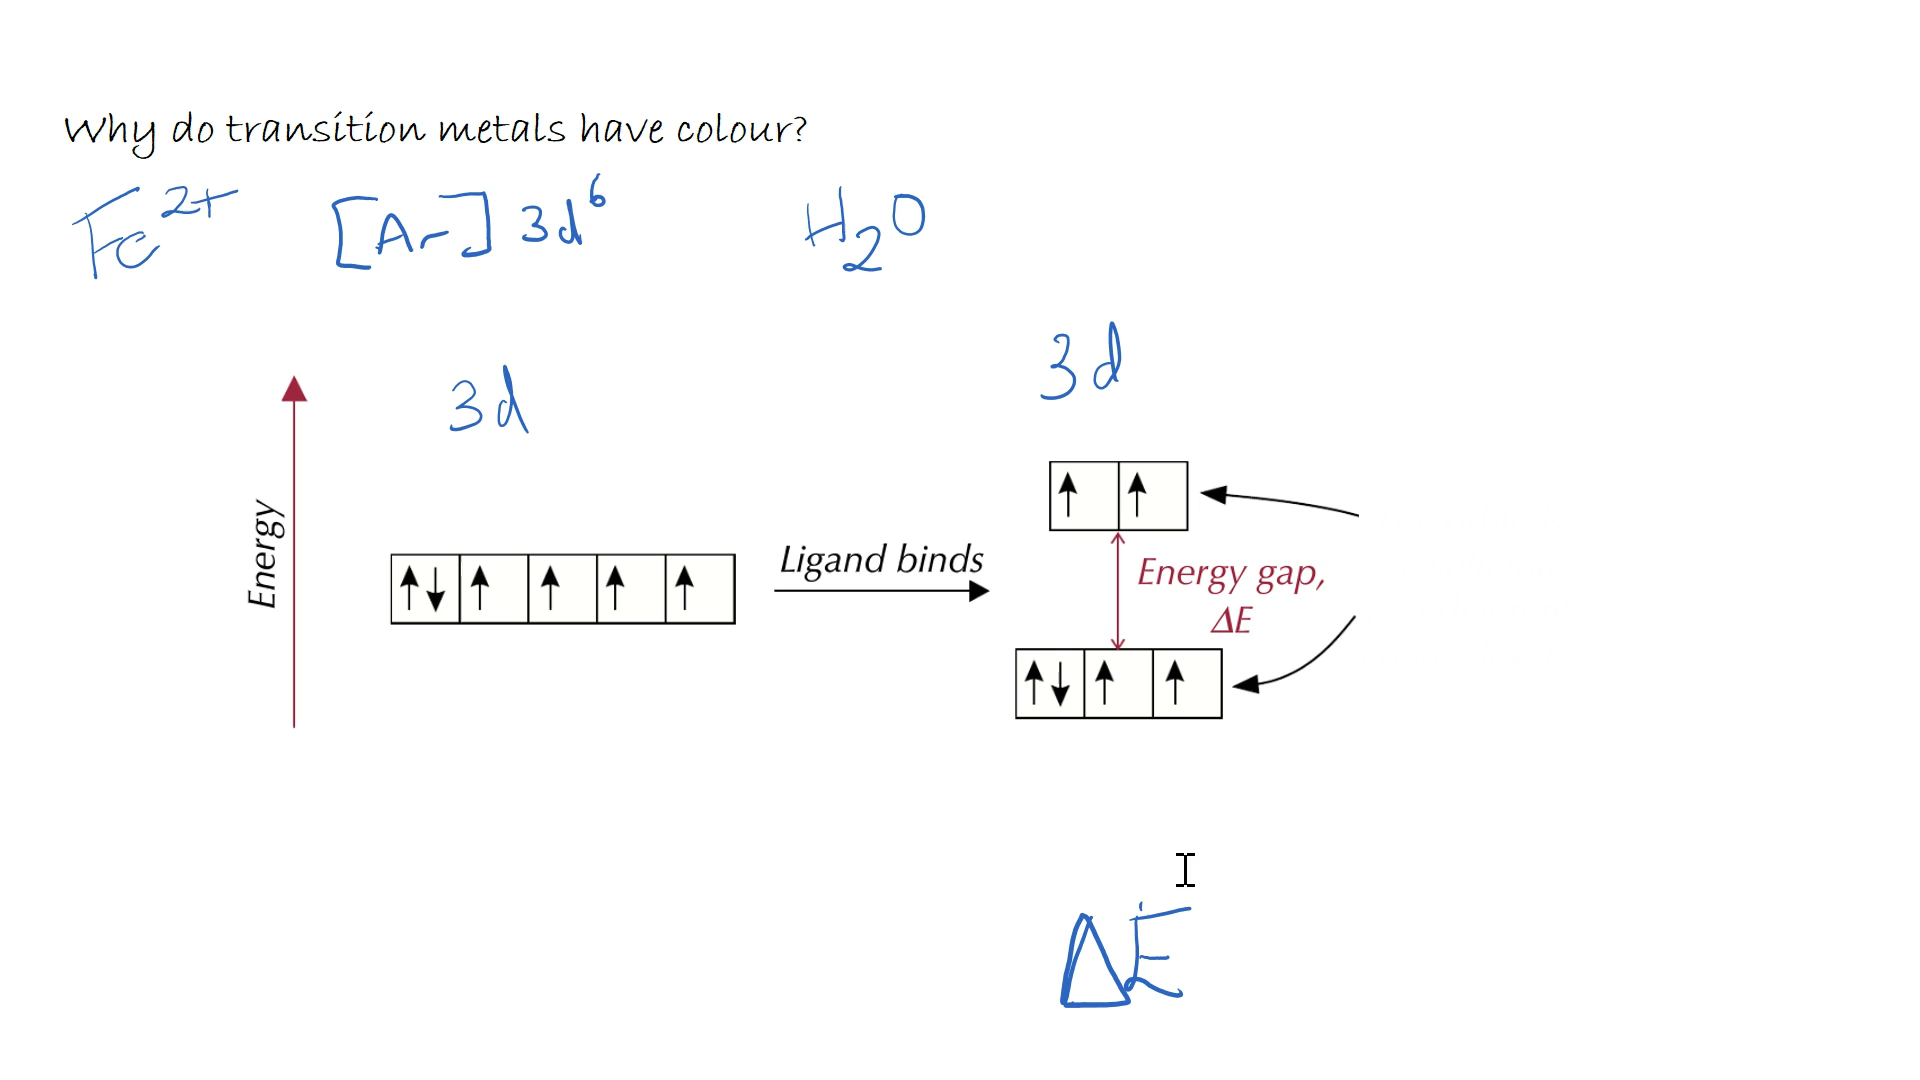 Why do transition metals have colour?
Fe²⁺ [Ar] 3d⁶ H₂O
3d
3d
Energy
Ligand binds
Energy gap,
ΔE
ΔE